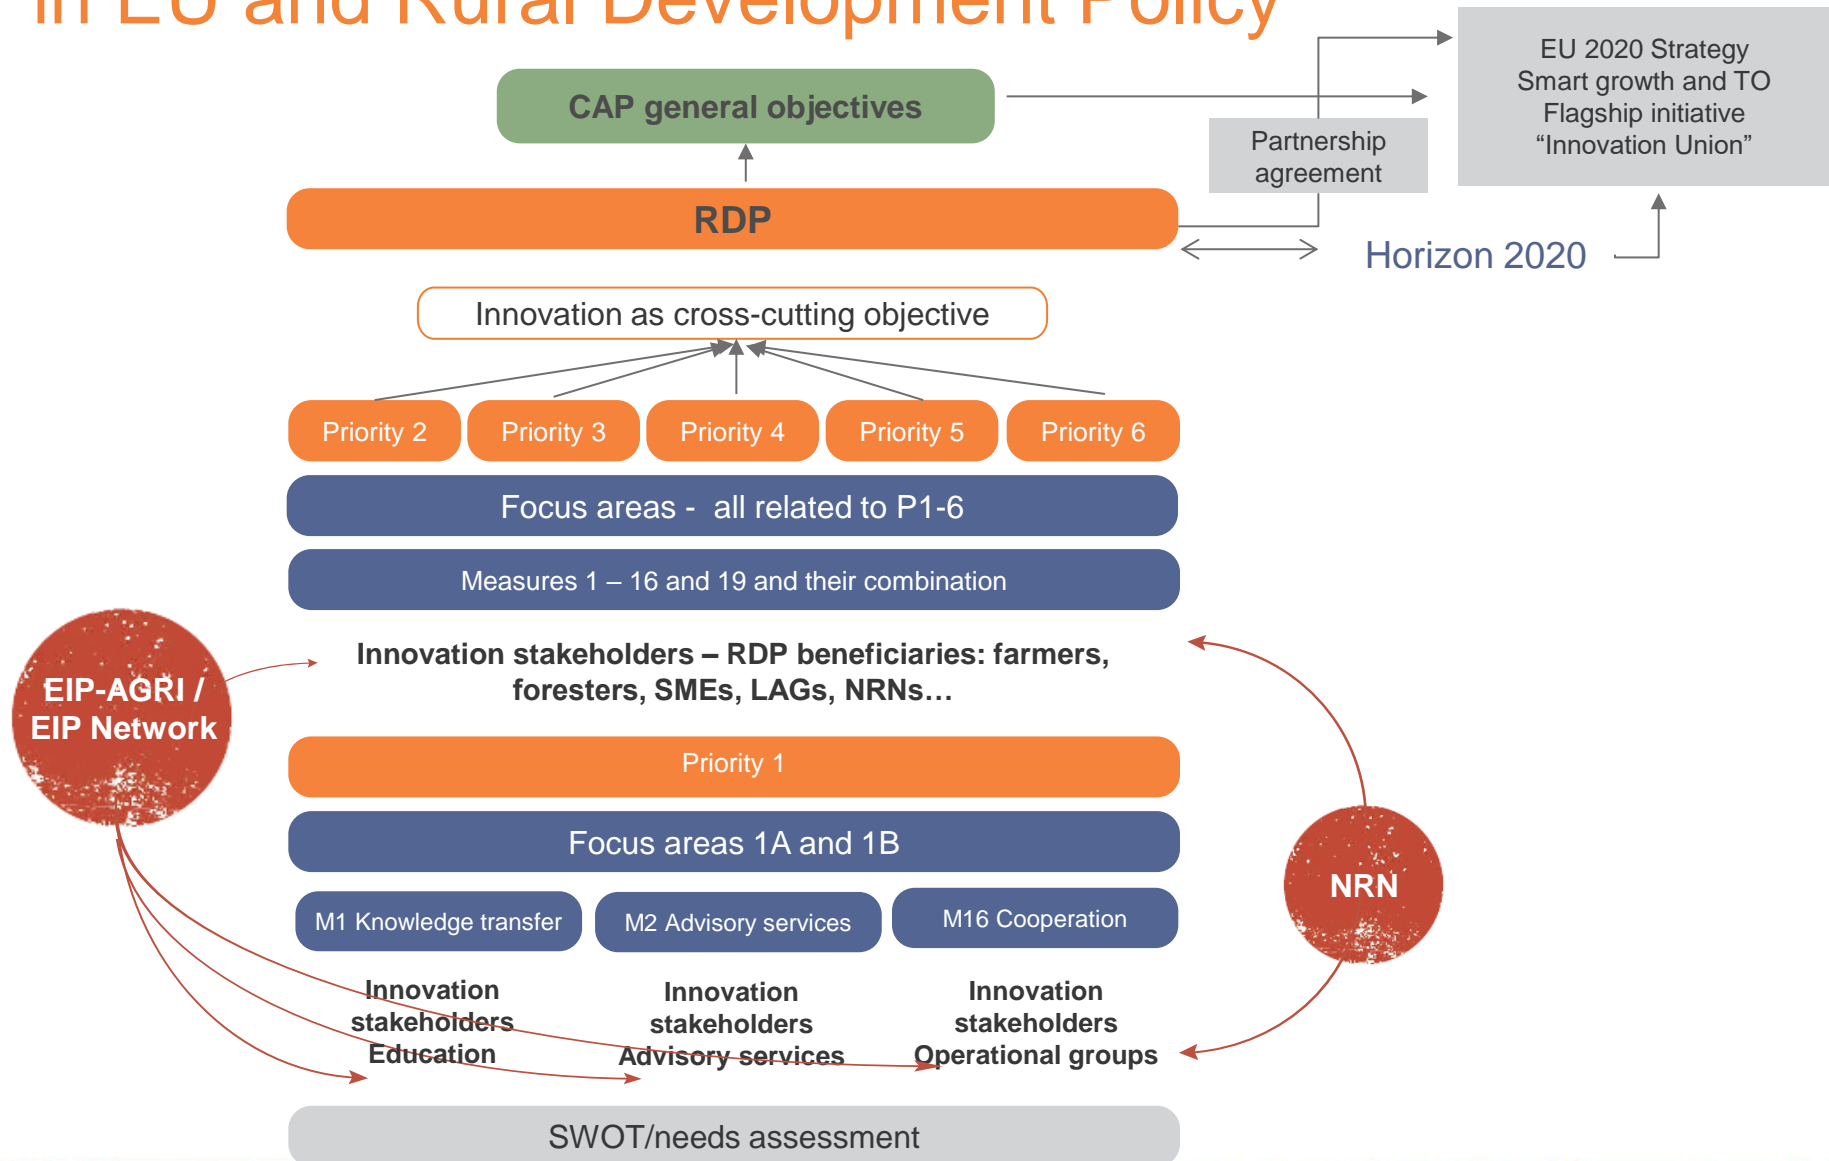 in EU and Rural Development Policy
EU 2020 Strategy
Smart growth and TO
Flagship initiative
“Innovation Union”
CAP general objectives
Partnership
agreement
RDP
Horizon 2020
Innovation as cross-cutting objective
Priority 2
Priority 3
Priority 4
Priority 5
Priority 6
Focus areas - all related to P1-6
Measures 1 – 16 and 19 and their combination
Innovation stakeholders – RDP beneficiaries: farmers,
foresters, SMEs, LAGs, NRNs…
EIP-AGRI /
EIP Network
Priority 1
Focus areas 1A and 1B
NRN
M1 Knowledge transfer
M2 Advisory services
M16 Cooperation
Innovation
stakeholders
Education
Innovation
stakeholders
Advisory services
Innovation
stakeholders
Operational groups
SWOT/needs assessment